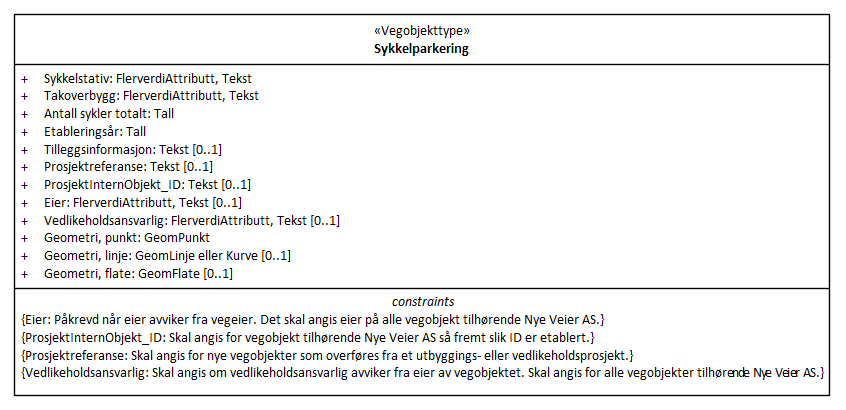 «Vegobjekttype»
Sykkelparkering
+ Sykkelstativ: FlerverdiAttributt, Tekst
+ Takoverbygg: FlerverdiAttributt, Tekst
+ Antall sykler totalt: Tall
+ Etableringsår: Tall
+ Tilleggsinformasjon: Tekst [0..1]
+ Prosjektreferanse: Tekst [0..1]
+ ProsjektInternObjekt_ID: Tekst [0..1]
+ Eier: FlerverdiAttributt, Tekst [0..1]
+ Vedlikeholdsansvarlig: FlerverdiAttributt, Tekst [0..1]
+ Geometri, punkt: GeomPunkt
+ Geometri, linje: GeomLinje eller Kurve [0..1]
+ Geometri, flate: GeomFlate [0..1]
constraints
{Eier: Påkrevd når eier avviker fra vegeier. Det skal angis eier på alle vegobjekt tilhørende Nye Veier AS.}
{ProsjektInternObjekt_ID: Skal angis for vegobjekt tilhørende Nye Veier AS så fremt slik ID er etablert.}
{Prosjektreferanse: Skal angis for nye vegobjekter som overføres fra et utbyggings- eller vedlikeholdsprosjekt.}
{Vedlikeholdsansvarlig: Skal angis om vedlikeholdsansvarlig avviker fra eier av vegobjektet. Skal angis for alle vegobjekter tilhørende Nye Veier AS.}